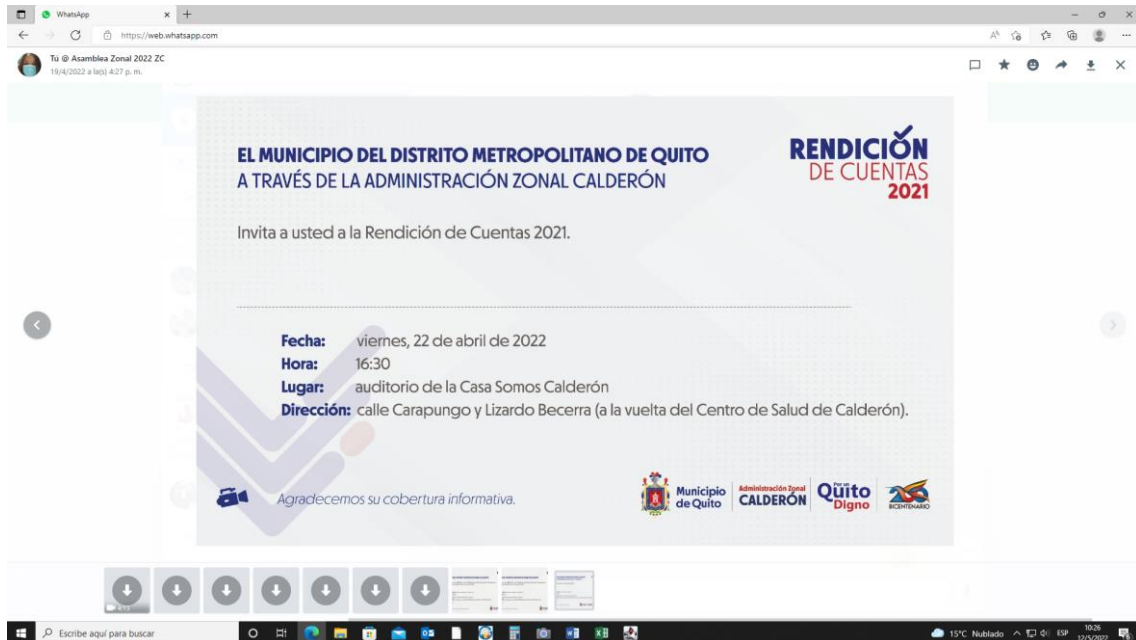 WhatsApp
https://web.whatsapp.com
Tú @ Asamblea Zonal 2022 ZC
19/4/2022 a la(s) 4:27 p. m.
EL MUNICIPIO DEL DISTRITO METROPOLITANO DE QUITO
A TRAVÉS DE LA ADMINISTRACIÓN ZONAL CALDERÓN
RENDICIÓN
DE CUENTAS
2021
Invita a usted a la Rendición de Cuentas 2021.
Fecha: viernes, 22 de abril de 2022
Hora: 16:30
Lugar: auditorio de la Casa Somos Calderón
Dirección: calle Carapungo y Lizardo Becerra (a la vuelta del Centro de Salud de Calderón).
Agradecemos su cobertura informativa.
Municipio
de Quito
Administración Zonal
CALDERÓN
Por un
Quito
Digno
BICENTENARIO
Escribe aquí para buscar
15°C Nublado
ESP
10:26
12/5/2022